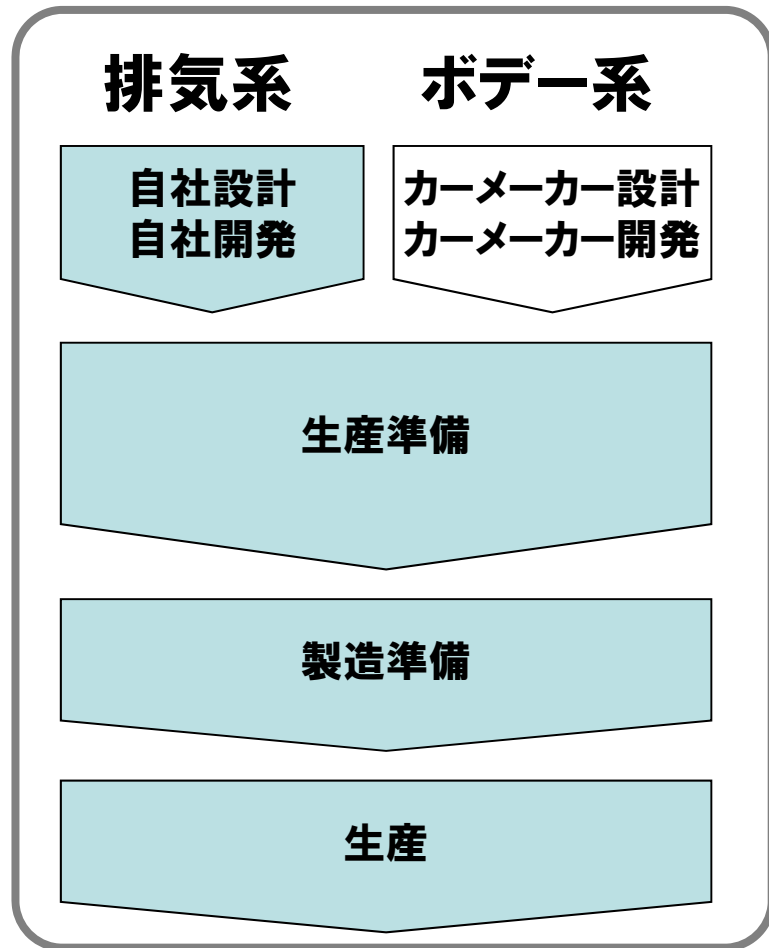 排気系
ボデー系
自社設計
自社開発
カーメーカー設計
カーメーカー開発
生産準備
製造準備
生産